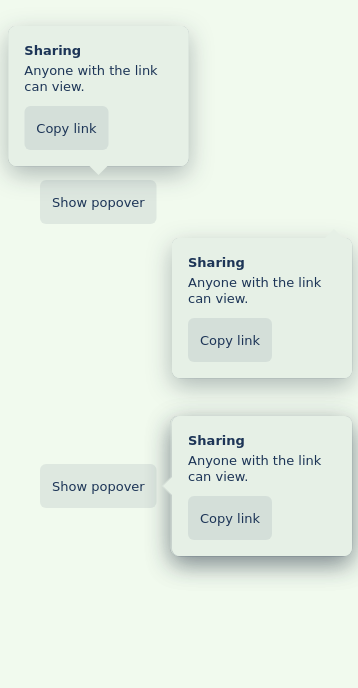 Sharing
Anyone with the link
can view.
Copy link
Show popover
Sharing
Anyone with the link
can view.
Copy link
Sharing
Anyone with the link
can view.
Show popover
Copy link